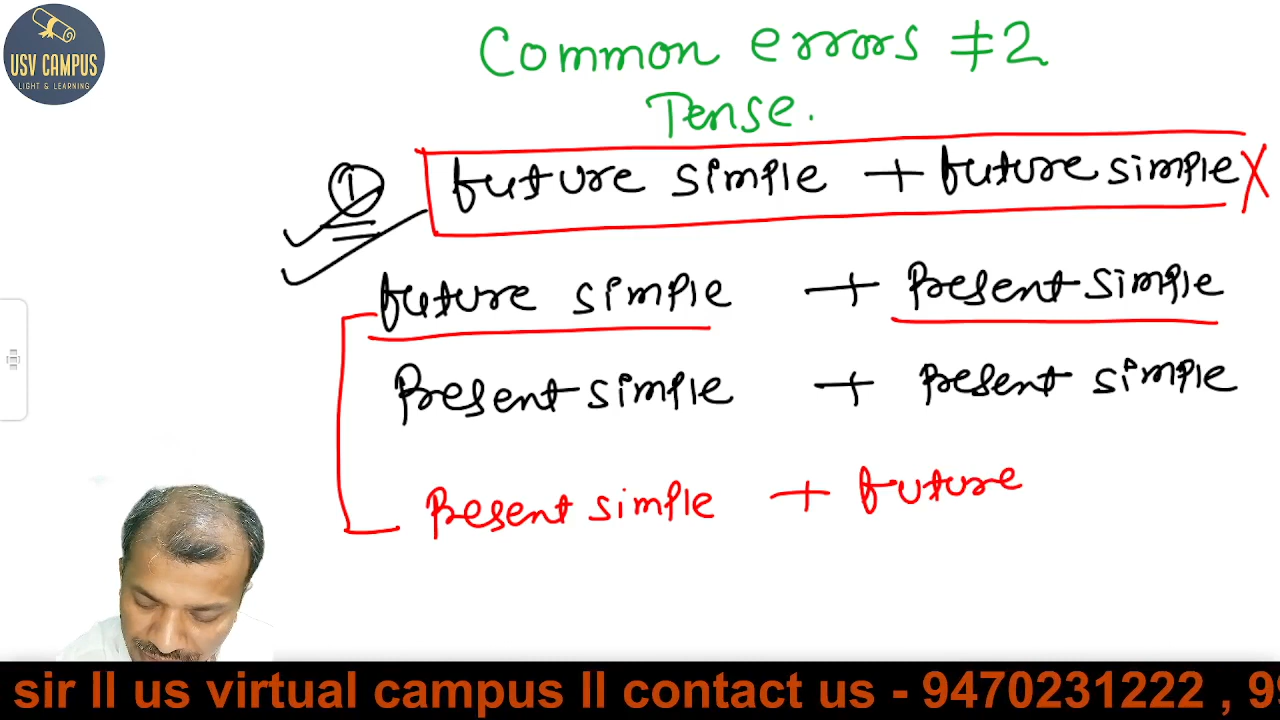 USV CAMPUS
LIGHT & LEARNING
Common errors #2
Tense.
① future simple + future simple X
future simple + Present simple
Present simple + Present simple
Present simple + future
sir ll us virtual campus ll contact us - 9470231222 , 99